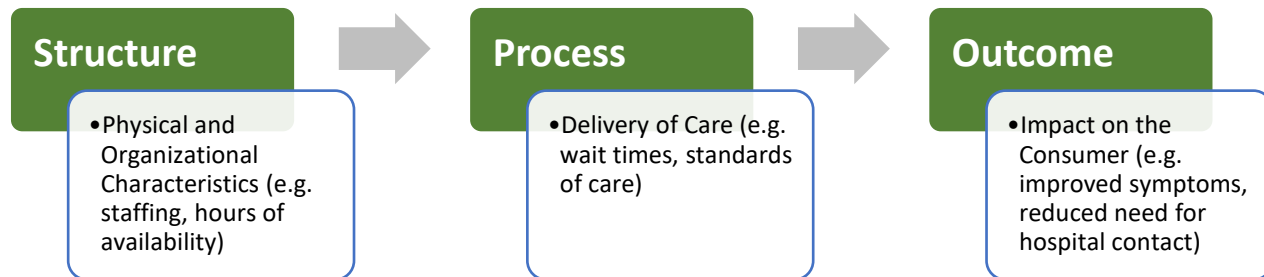 Structure
•Physical and
Organizational
Characteristics (e.g.
staffing, hours of
availability)
Process
•Delivery of Care (e.g.
wait times, standards
of care)
Outcome
•Impact on the
Consumer (e.g.
improved symptoms,
reduced need for
hospital contact)